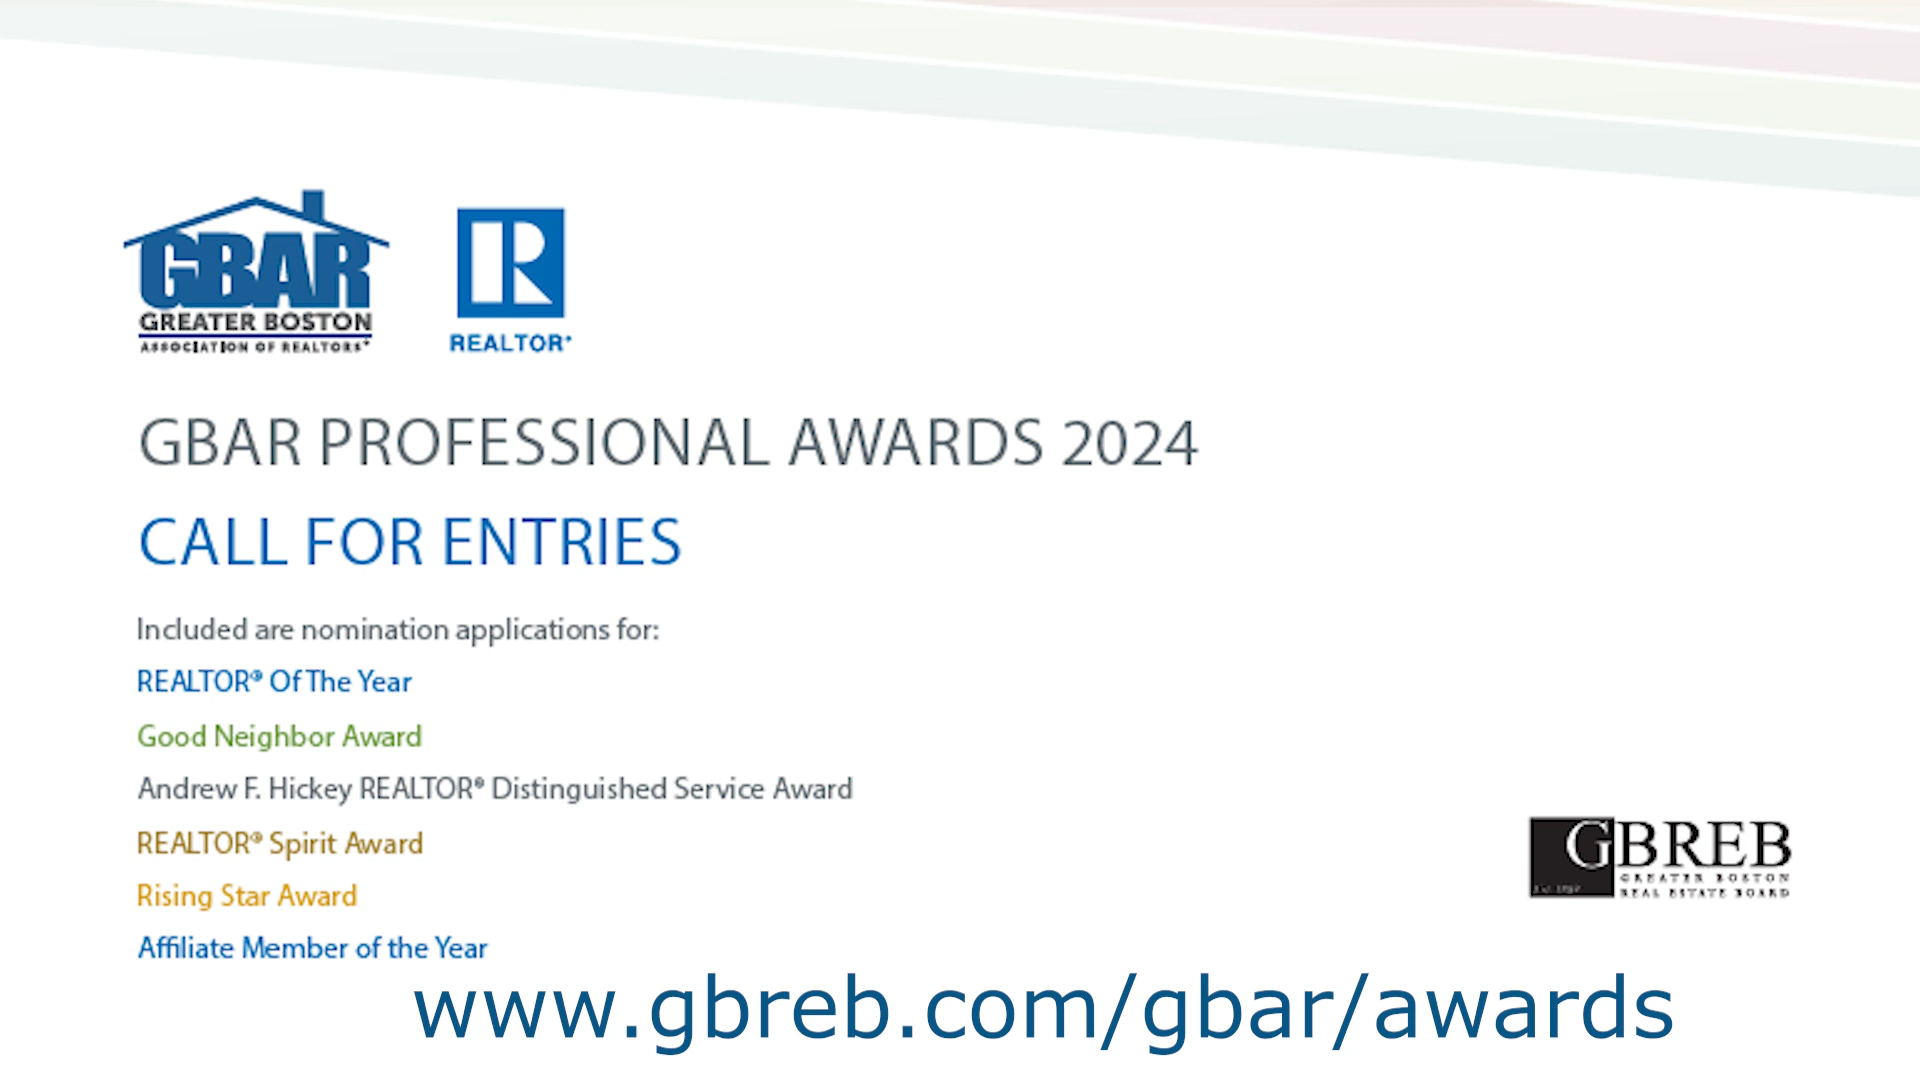 GBAR
GREATER BOSTON
ASSOCIATION OF REALTORS®
REALTOR®
GBAR PROFESSIONAL AWARDS 2024
CALL FOR ENTRIES
Included are nomination applications for:
REALTOR® Of The Year
Good Neighbor Award
Andrew F. Hickey REALTOR® Distinguished Service Award
REALTOR® Spirit Award
Rising Star Award
Affiliate Member of the Year
GBREB
GREATER BOSTON
REAL ESTATE BOARD
www.gbreb.com/gbar/awards